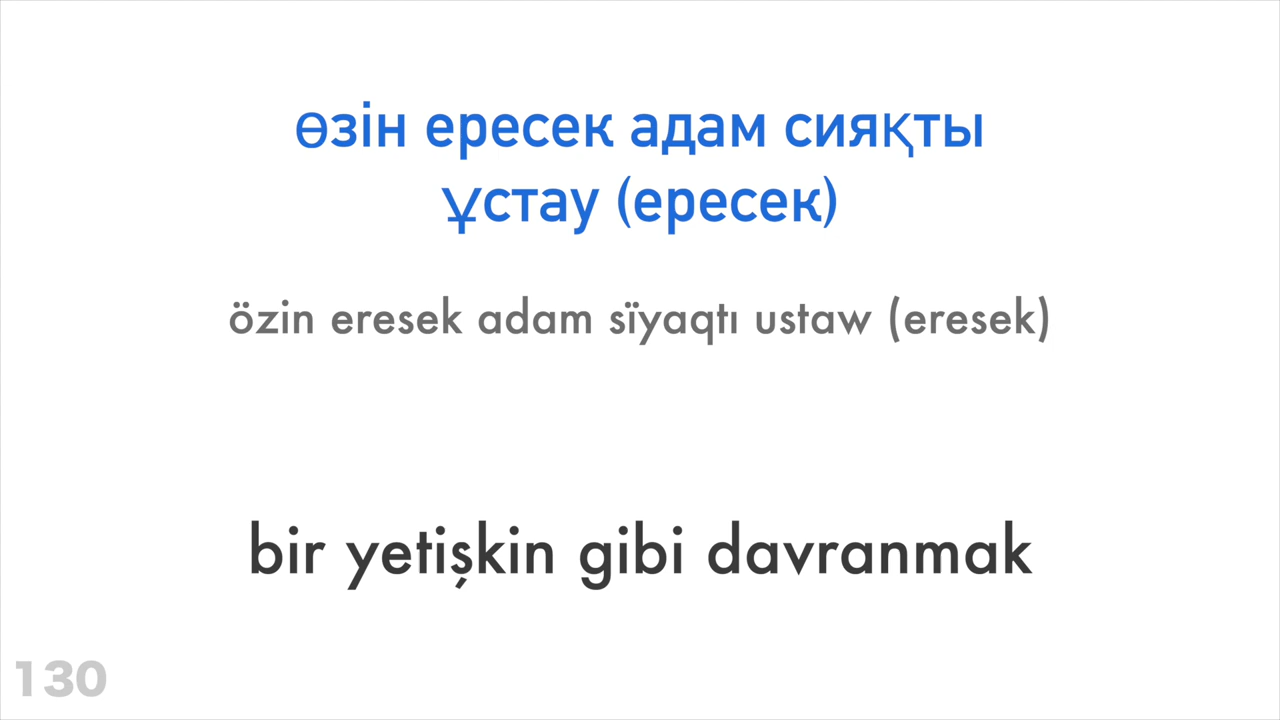 өзін ересек адам сияқты
ұстау (ересек)
özin eresek adam sïyaqtı ustaw (eresek)
bir yetişkin gibi davranmak
130